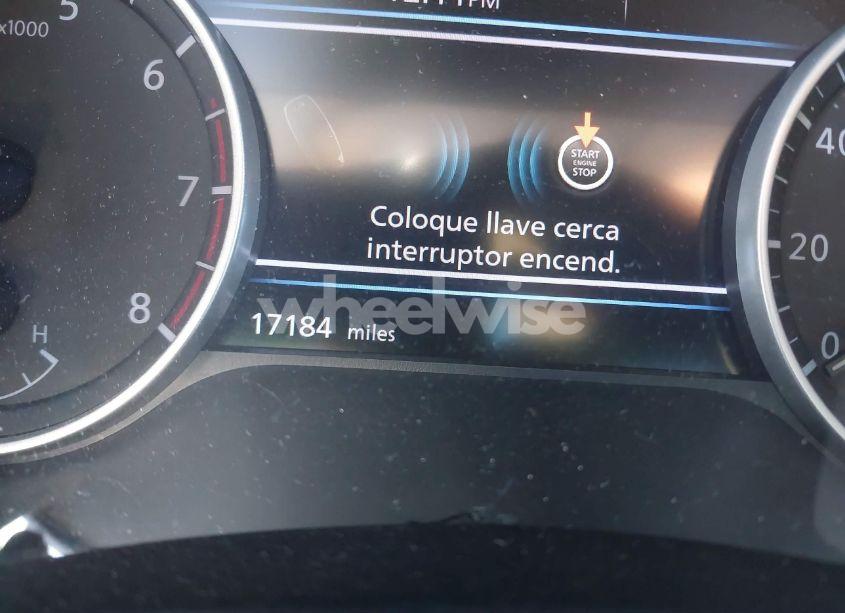 PM
5
x1000
6
7
8
H
START
ENGINE
STOP
Coloque llave cerca
interruptor encend.
17184 miles
40
20
0
wheelwise